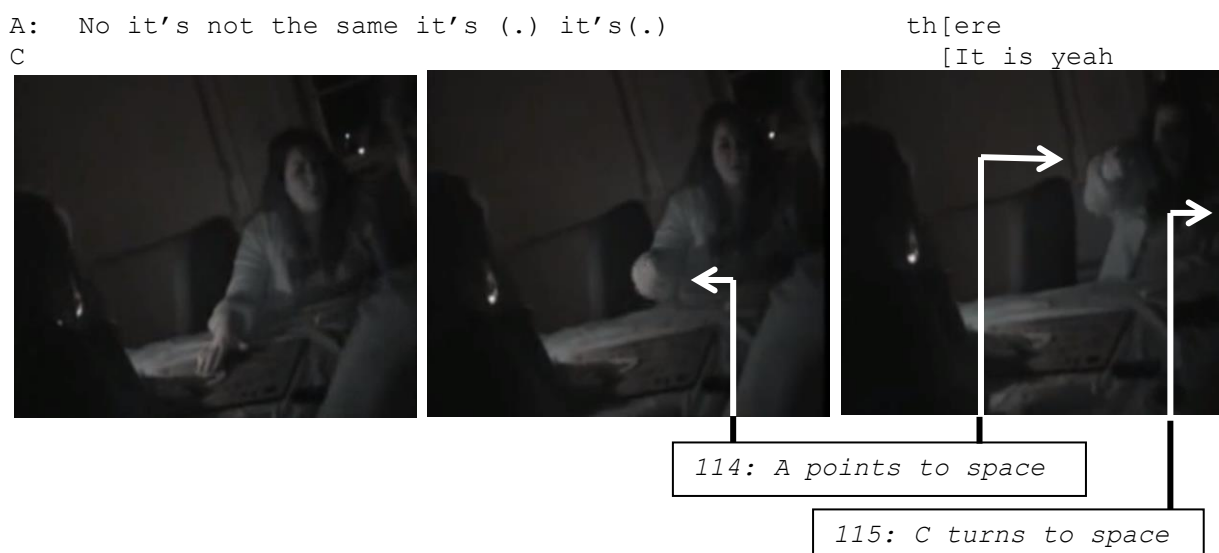 A: No it's not the same it's (.) it's(.) th[ere
C [It is yeah
114: A points to space
115: C turns to space